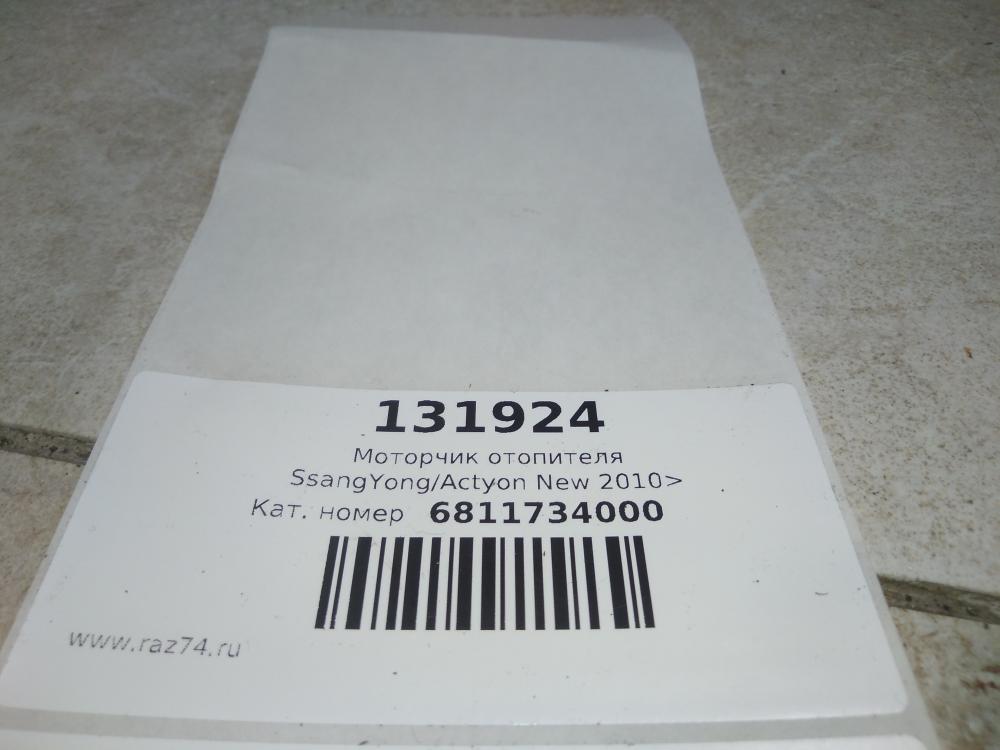 131924
Моторчик отопителя
SsangYong/Actyon New 2010>
Кат. номер 6811734000
www.raz74.ru